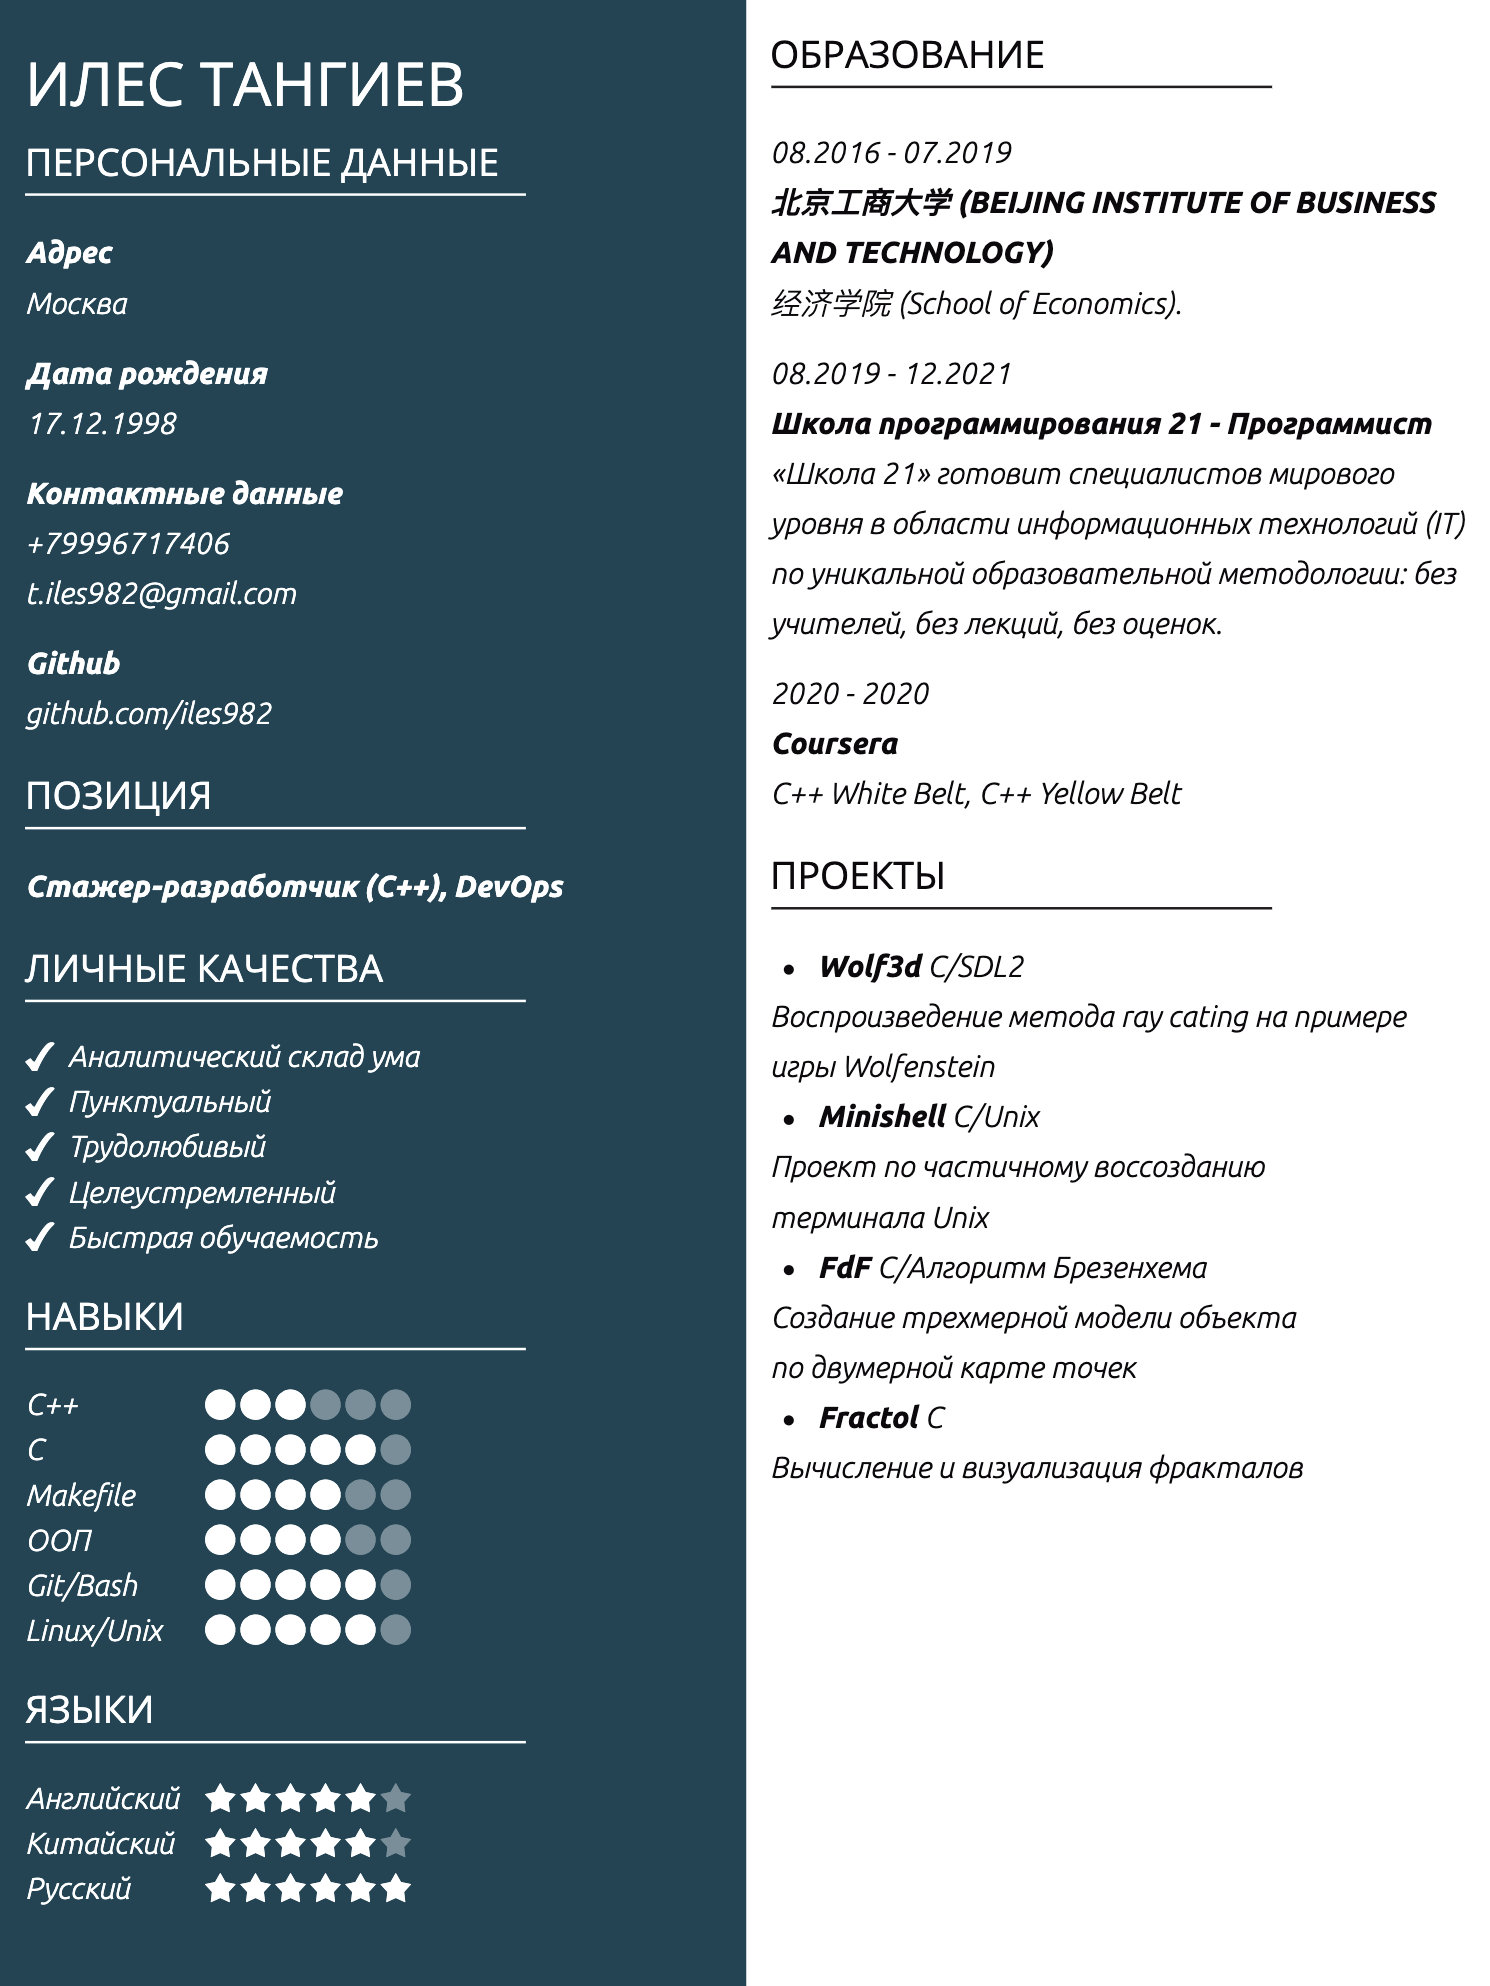 ИЛЕС ТАНГИЕВ
ПЕРСОНАЛЬНЫЕ ДАННЫЕ
Адрес
Москва
Дата рождения
17.12.1998
Контактные данные
+79996717406
t.iles982@gmail.com
Github
github.com/iles982
ПОЗИЦИЯ
Стажер-разработчик (C++), DevOps
ЛИЧНЫЕ КАЧЕСТВА
Аналитический склад ума
Пунктуальный
Трудолюбивый
Целеустремленный
Быстрая обучаемость
НАВЫКИ
C++
C
Makefile
ООП
Git/Bash
Linux/Unix
ЯЗЫКИ
Английский
Китайский
Русский
ОБРАЗОВАНИЕ
08.2016 - 07.2019
北京工商大学 (BEIJING INSTITUTE OF BUSINESS
AND TECHNOLOGY)
经济学院 (School of Economics).
08.2019 - 12.2021
Школа программирования 21 - Программист
«Школа 21» готовит специалистов мирового
уровня в области информационных технологий (IT)
по уникальной образовательной методологии: без
учителей, без лекций, без оценок.
2020 - 2020
Coursera
C++ White Belt, C++ Yellow Belt
ПРОЕКТЫ
• Wolf3d C/SDL2
Воспроизведение метода ray cating на примере
игры Wolfenstein
• Minishell C/Unix
Проект по частичному воссозданию
терминала Unix
• FdF C/Алгоритм Брезенхема
Создание трехмерной модели объекта
по двумерной карте точек
• Fractol C
Вычисление и визуализация фракталов